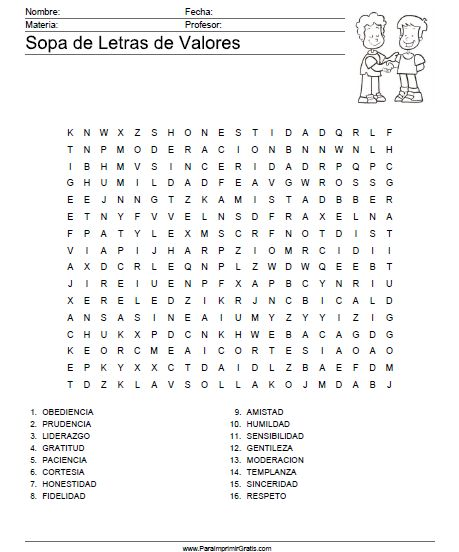 Nombre: Fecha:
Materia: Profesor:
Sopa de Letras de Valores
K N W X Z S H O N E S T I D A D Q R L F
T N P M O D E R A C I O N B N N W N L H
I B H M V S I N C E R I D A D R P Q P C
G H U M I L D A D F E A V G W R O S S G
E E J N N G T Z K A M I S T A D B B E R
E T N Y F V V E L N S D F R A X E L N A
F P A T Y L E X M S C R F N O T D I S T
V I A P I J H A R P Z I O M R C I D I I
A X D C R L E Q N P L Z W D W Q E E B T
J I R E I U E N P F X A P B C Y N R I U
X E R E L E D Z I K R J N C B I C A L D
A N S A S I N E A I U M Y Z Y Y I Z I G
C H U K X P D C N K H W E B A C A G D G
K E O R C M E A I C O R T E S I A O A O
E P K Y X X C T D A I D L Z B A E F D M
T D Z K L A V S O L L A K O J M D A B J
1. OBEDIENCIA 9. AMISTAD
2. PRUDENCIA 10. HUMILDAD
3. LIDERAZGO 11. SENSIBILIDAD
4. GRATITUD 12. GENTILEZA
5. PACIENCIA 13. MODERACION
6. CORTESIA 14. TEMPLANZA
7. HONESTIDAD 15. SINCERIDAD
8. FIDELIDAD 16. RESPETO
www.ParaImprimirGratis.com